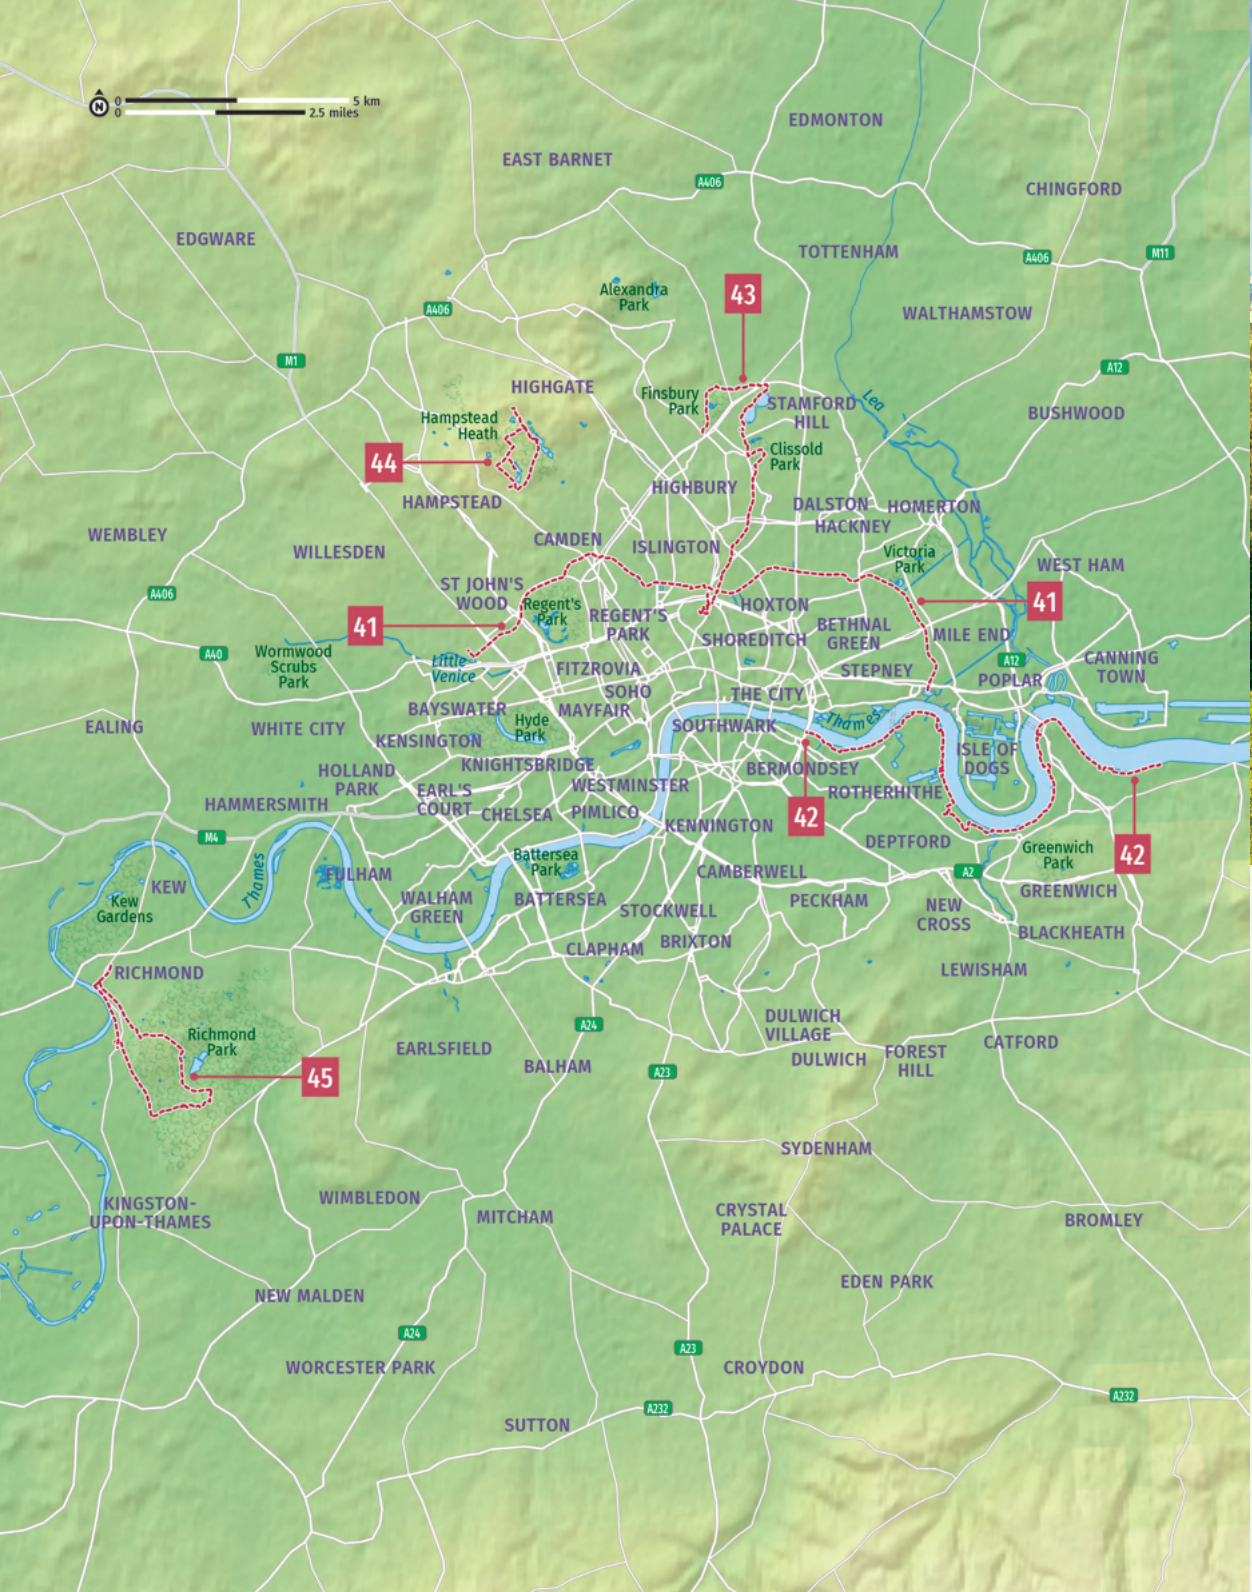 N
0
5 km
0
2.5 miles
EDMONTON
EAST BARNET
A406
CHINGFORD
EDGWARE
TOTTENHAM
A406
M11
Alexandra
Park
43
A406
WALTHAMSTOW
M1
A12
HIGHGATE
Finsbury
Park
STAMFORD
HILL
Lea
BUSHWOOD
Hampstead
Heath
Clissold
Park
44
HIGHBURY
HAMPSTEAD
DALSTON
HOMERTON
HACKNEY
WEMBLEY
WILLESDEN
CAMDEN
ISLINGTON
Victoria
Park
WEST HAM
A406
ST JOHN'S
WOOD
Regent's
Park
REGENT'S
PARK
HOXTON
41
41
BETHNAL
GREEN
MILE END
SHOREDITCH
A40
Wormwood
Scrubs
Park
Little
Venice
FITZROVIA
STEPNEY
A12
POPLAR
CANNING
TOWN
SOHO
THE CITY
BAYSWATER
MAYFAIR
EALING
WHITE CITY
Hyde
Park
SOUTHWARK
Thames
KENSINGTON
ISLE OF
DOGS
KNIGHTSBRIDGE
BERMONDSEY
HOLLAND
PARK
WESTMINSTER
EARL'S
COURT
ROTHERHITHE
HAMMERSMITH
CHELSEA
PIMLICO
42
KENNINGTON
M4
DEPTFORD
42
Greenwich
Park
Battersea
Park
Thames
FULHAM
CAMBERWELL
A2
KEW
GREENWICH
Kew
Gardens
WALHAM
GREEN
BATTERSEA
PECKHAM
STOCKWELL
NEW
CROSS
BLACKHEATH
CLAPHAM
BRIXTON
RICHMOND
LEWISHAM
A24
DULWICH
VILLAGE
Richmond
Park
EARLSFIELD
CATFORD
DULWICH
FOREST
HILL
BALHAM
A23
45
SYDENHAM
WIMBLEDON
KINGSTON-
UPON-THAMES
MITCHAM
CRYSTAL
PALACE
BROMLEY
EDEN PARK
NEW MALDEN
A24
A23
WORCESTER PARK
CROYDON
A232
A232
SUTTON